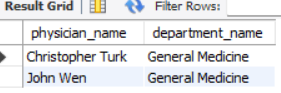 Result Grid Filter Rows:
physician_name department_name
Christopher Turk General Medicine
John Wen General Medicine